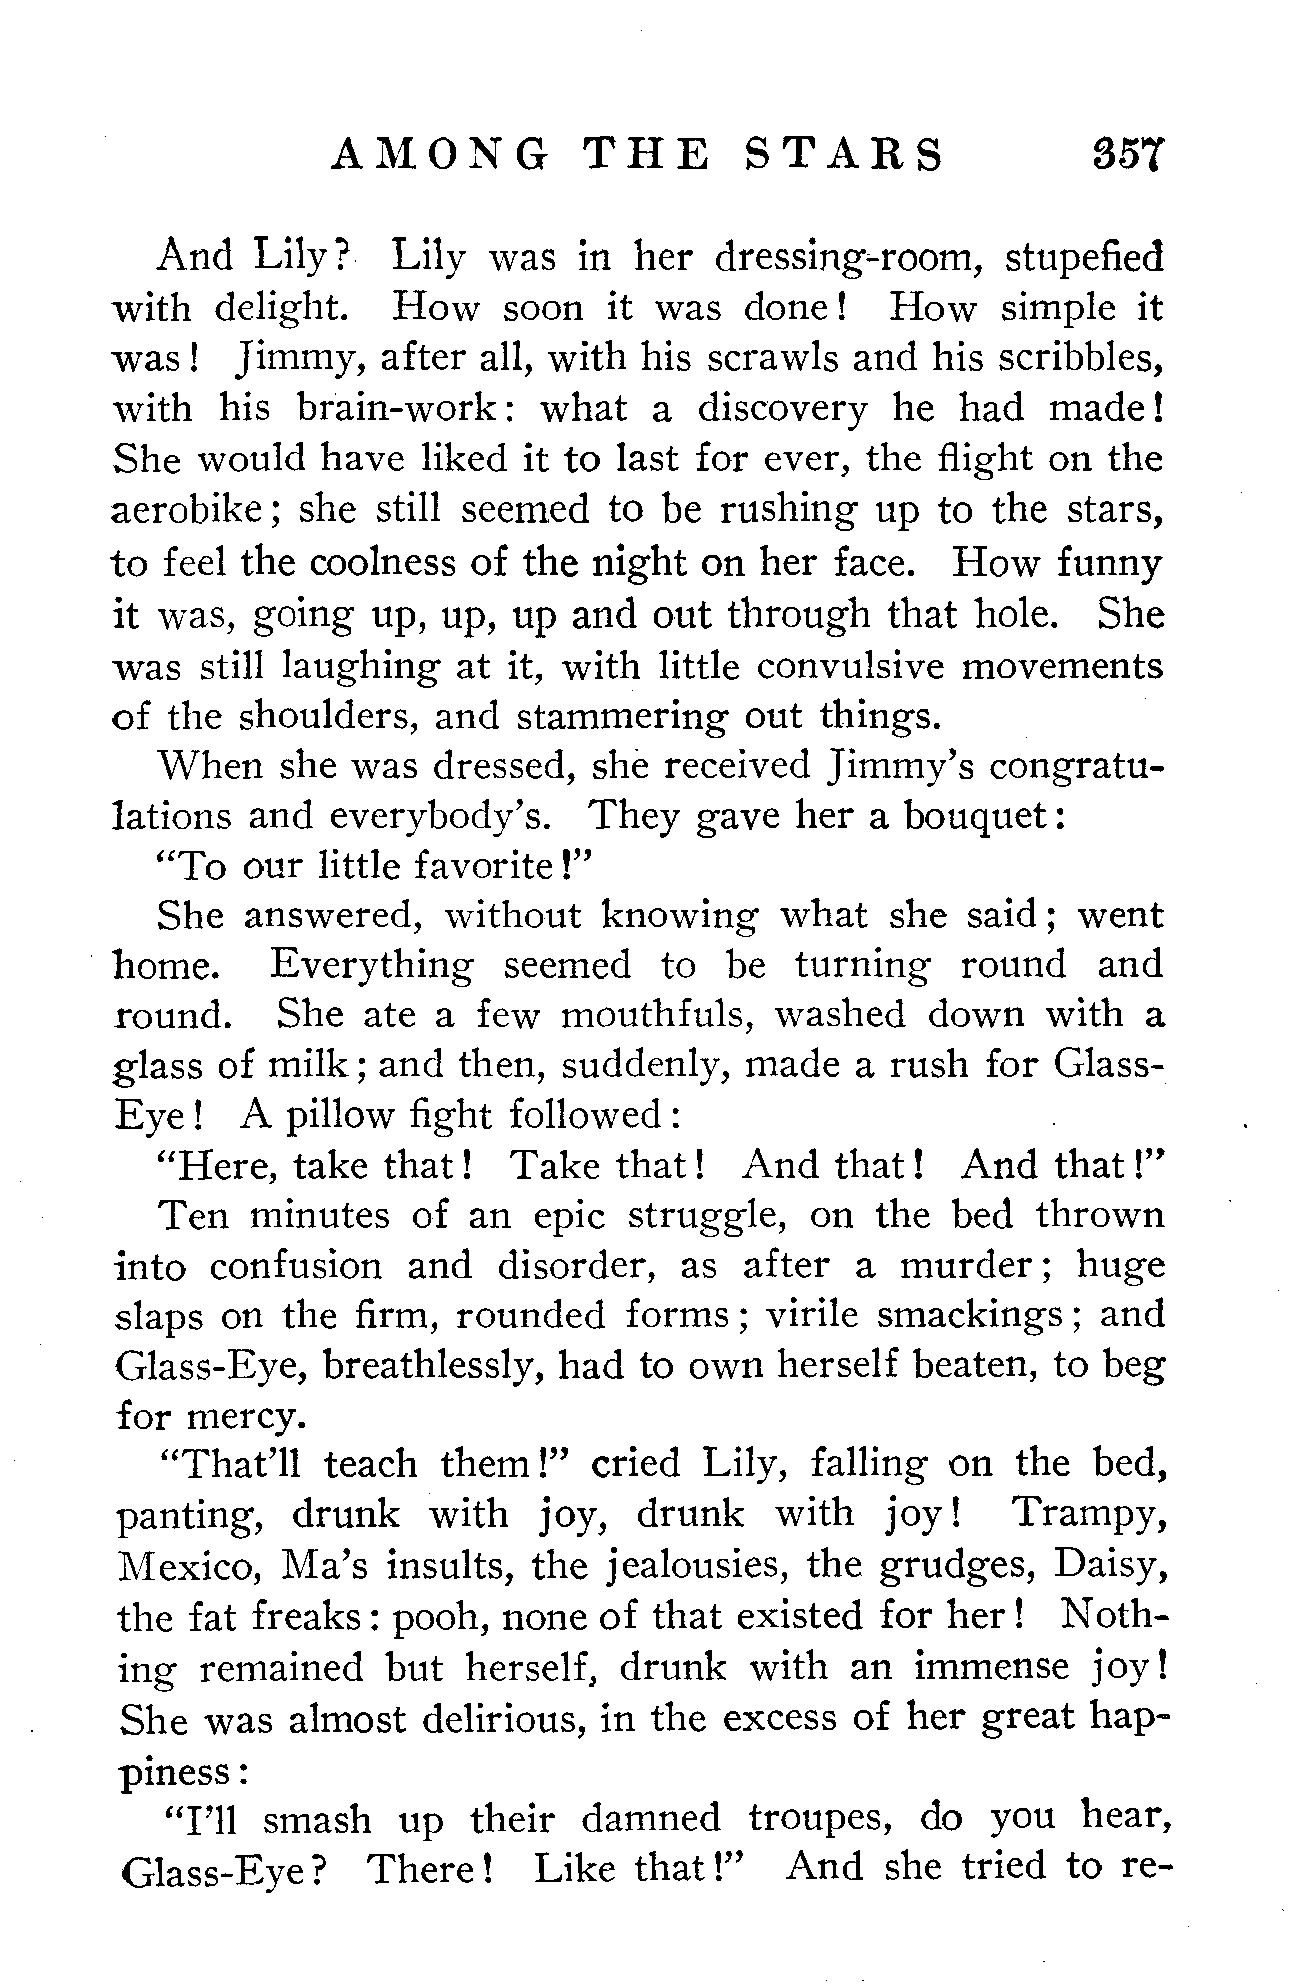 AMONG THE STARS 357
And Lily? Lily was in her dressing-room, stupefied
with delight. How soon it was done! How simple it
was! Jimmy, after all, with his scrawls and his scribbles,
with his brain-work: what a discovery he had made!
She would have liked it to last for ever, the flight on the
aerobike; she still seemed to be rushing up to the stars,
to feel the coolness of the night on her face. How funny
it was, going up, up, up and out through that hole. She
was still laughing at it, with little convulsive movements
of the shoulders, and stammering out things.
When she was dressed, she received Jimmy's congratu-
lations and everybody's. They gave her a bouquet:
“To our little favorite!”
She answered, without knowing what she said; went
home. Everything seemed to be turning round and
round. She ate a few mouthfuls, washed down with a
glass of milk; and then, suddenly, made a rush for Glass-
Eye! A pillow fight followed:
“Here, take that! Take that! And that! And that!”
Ten minutes of an epic struggle, on the bed thrown
into confusion and disorder, as after a murder; huge
slaps on the firm, rounded forms; virile smackings; and
Glass-Eye, breathlessly, had to own herself beaten, to beg
for mercy.
“That'll teach them!” cried Lily, falling on the bed,
panting, drunk with joy, drunk with joy! Trampy,
Mexico, Ma's insults, the jealousies, the grudges, Daisy,
the fat freaks: pooh, none of that existed for her! Noth-
ing remained but herself, drunk with an immense joy!
She was almost delirious, in the excess of her great hap-
piness:
“I'll smash up their damned troupes, do you hear,
Glass-Eye? There! Like that!” And she tried to re-